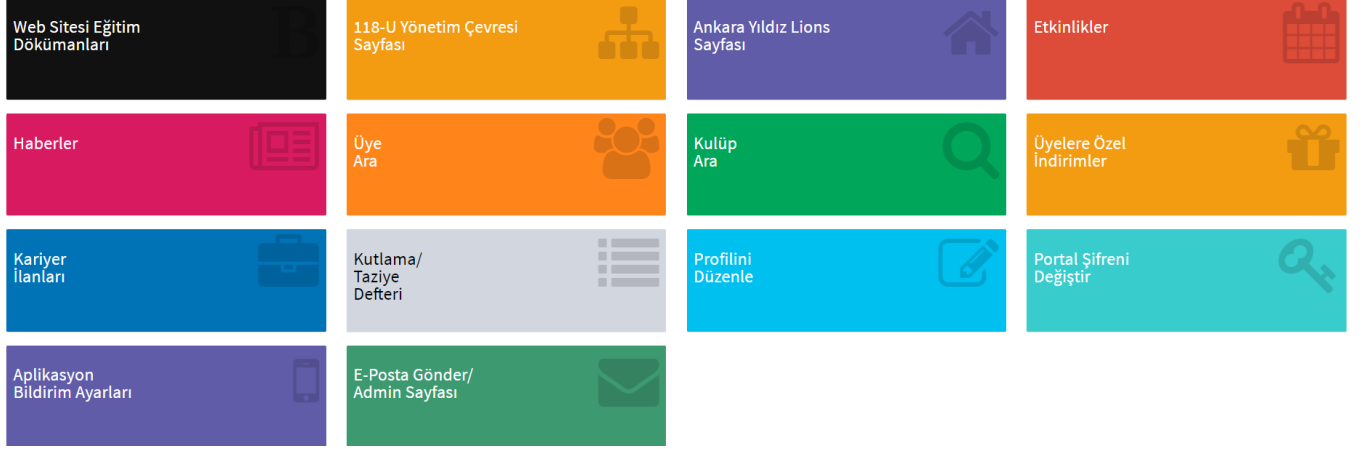 Web Sitesi Eğitim
Dökümanları
B
118-U Yönetim Çevresi
Sayfası
Ankara Yıldız Lions
Sayfası
Etkinlikler
Haberler
Üye
Ara
Kulüp
Ara
Üyelere Özel
İndirimler
Kariyer
İlanları
Kutlama/
Taziye
Defteri
Profilini
Düzenle
Portal Şifreni
Değiştir
Aplikasyon
Bildirim Ayarları
E-Posta Gönder/
Admin Sayfası